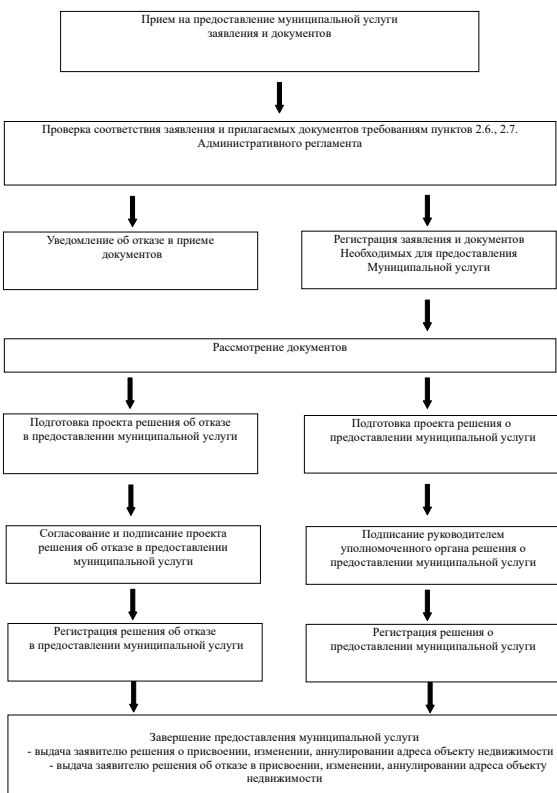 Прием на предоставление муниципальной услуги
заявления и документов
Проверка соответствия заявления и прилагаемых документов требованиям пунктов 2.6., 2.7.
Административного регламента
Уведомление об отказе в приеме
документов
Регистрация заявления и документов
Необходимых для предоставления
Муниципальной услуги
Рассмотрение документов
Подготовка проекта решения об отказе
в предоставлении муниципальной услуги
Подготовка проекта решения о
предоставлении муниципальной услуги
Согласование и подписание проекта
решения об отказе в предоставлении
муниципальной услуги
Подписание руководителем
уполномоченного органа решения о
предоставлении муниципальной услуги
Регистрация решения об отказе
в предоставлении муниципальной услуги
Регистрация решения о
предоставлении муниципальной услуги
Завершение предоставления муниципальной услуги
- выдача заявителю решения о присвоении, изменении, аннулировании адреса объекту недвижимости
- выдача заявителю решения об отказе в присвоении, изменении, аннулировании адреса объекту
недвижимости